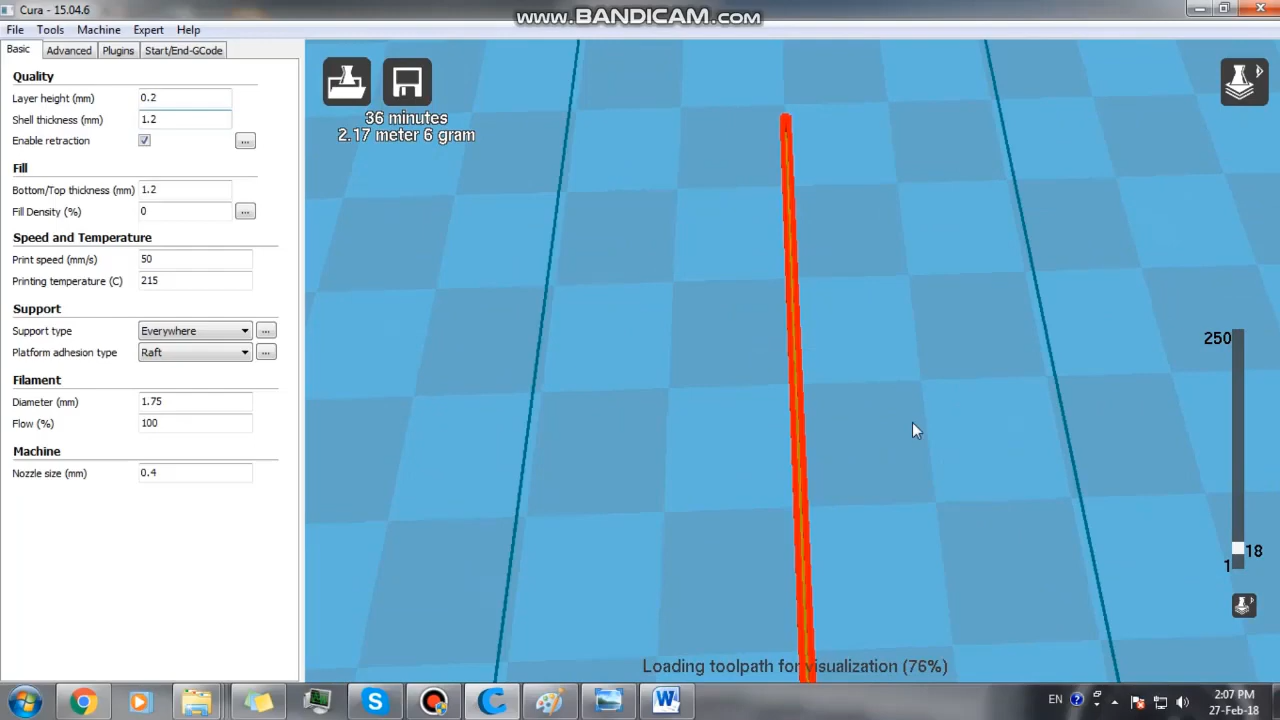 Cura - 15.04.6
www.BANDICAM.com
File Tools Machine Expert Help
Basic Advanced Plugins Start/End-GCode
Quality
Layer height (mm) 0.2
Shell thickness (mm) 1.2
Enable retraction ...
Fill
Bottom/Top thickness (mm) 1.2
Fill Density (%) 0 ...
Speed and Temperature
Print speed (mm/s) 50
Printing temperature (C) 215
Support
Support type Everywhere ...
Platform adhesion type Raft ...
Filament
Diameter (mm) 1.75
Flow (%) 100
Machine
Nozzle size (mm) 0.4
36 minutes
2.17 meter 6 gram
250
18
1
Loading toolpath for visualization (76%)
EN
2:07 PM
27-Feb-18